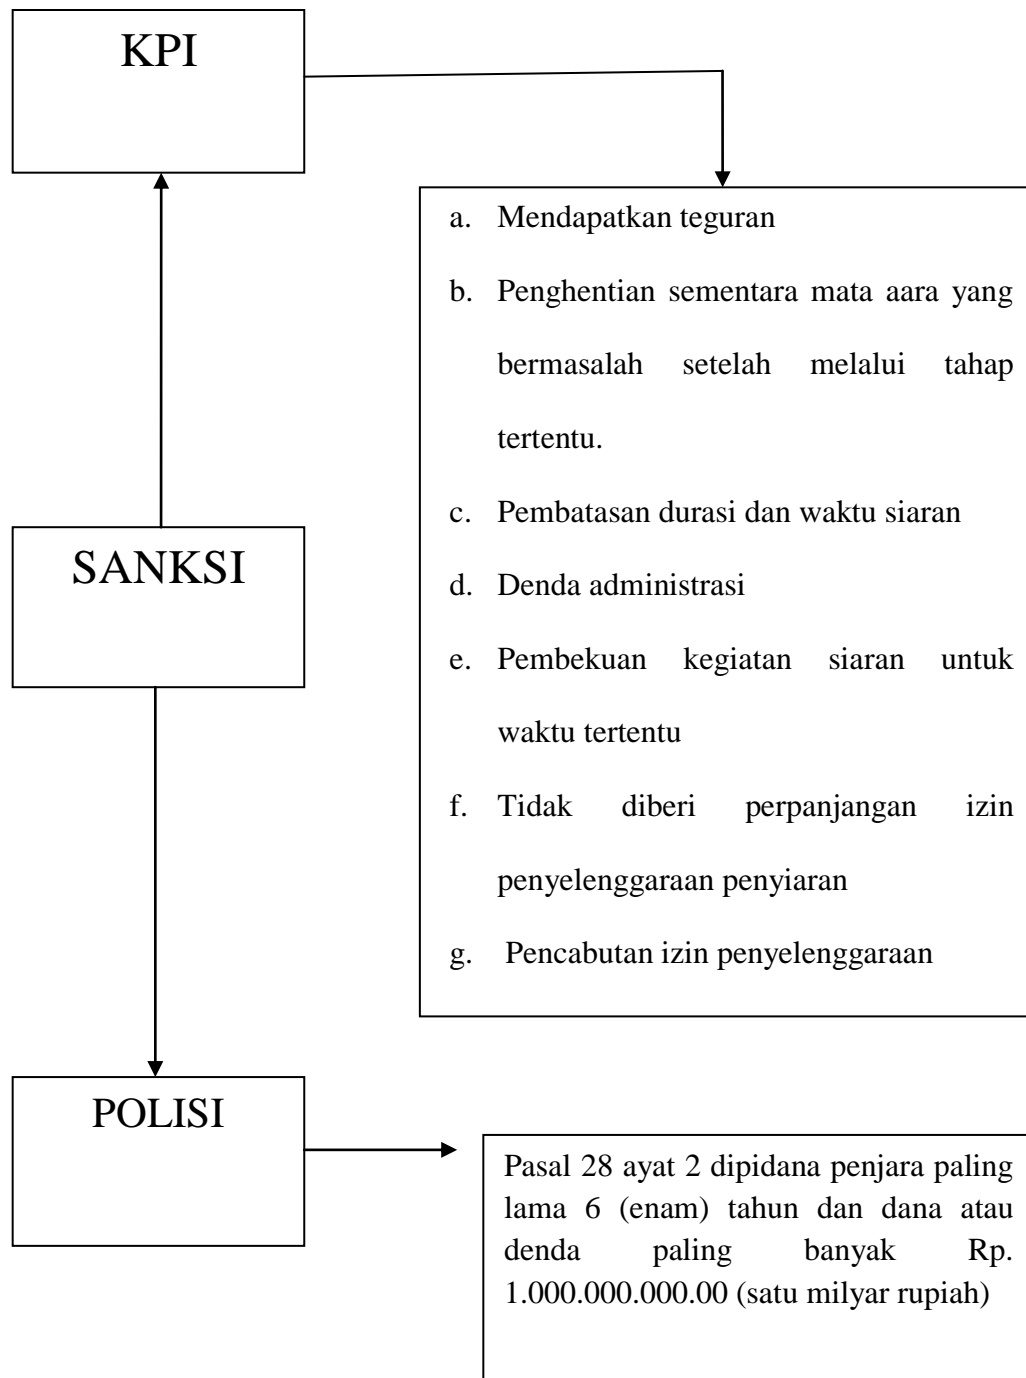 KPI
a. Mendapatkan teguran
b. Penghentian sementara mata aara yang
bermasalah setelah melalui tahap
tertentu.
c. Pembatasan durasi dan waktu siaran
d. Denda administrasi
e. Pembekuan kegiatan siaran untuk
waktu tertentu
f. Tidak diberi perpanjangan izin
penyelenggaraan penyiaran
g. Pencabutan izin penyelenggaraan
SANKSI
POLISI
Pasal 28 ayat 2 dipidana penjara paling
lama 6 (enam) tahun dan dana atau
denda paling banyak Rp.
1.000.000.000.00 (satu milyar rupiah)